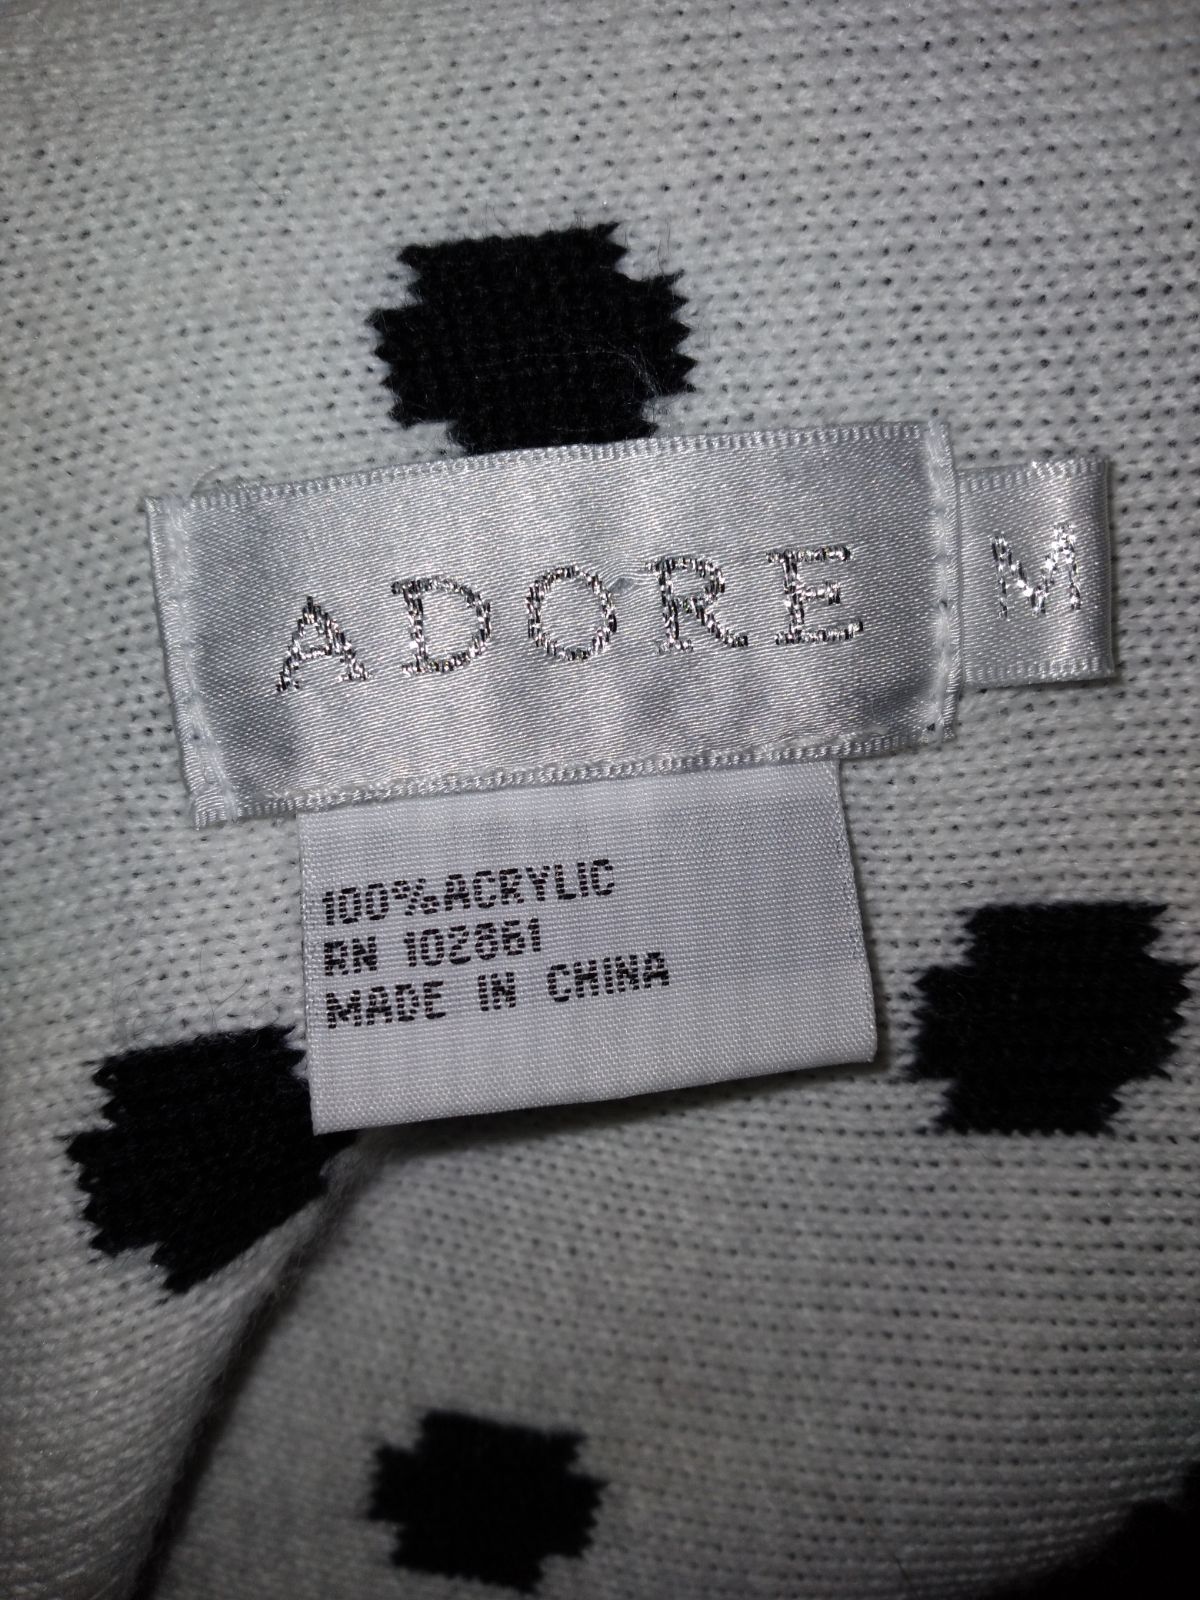 ADORE
M
100%ACRYLIC
RN 102861
MADE IN CHINA